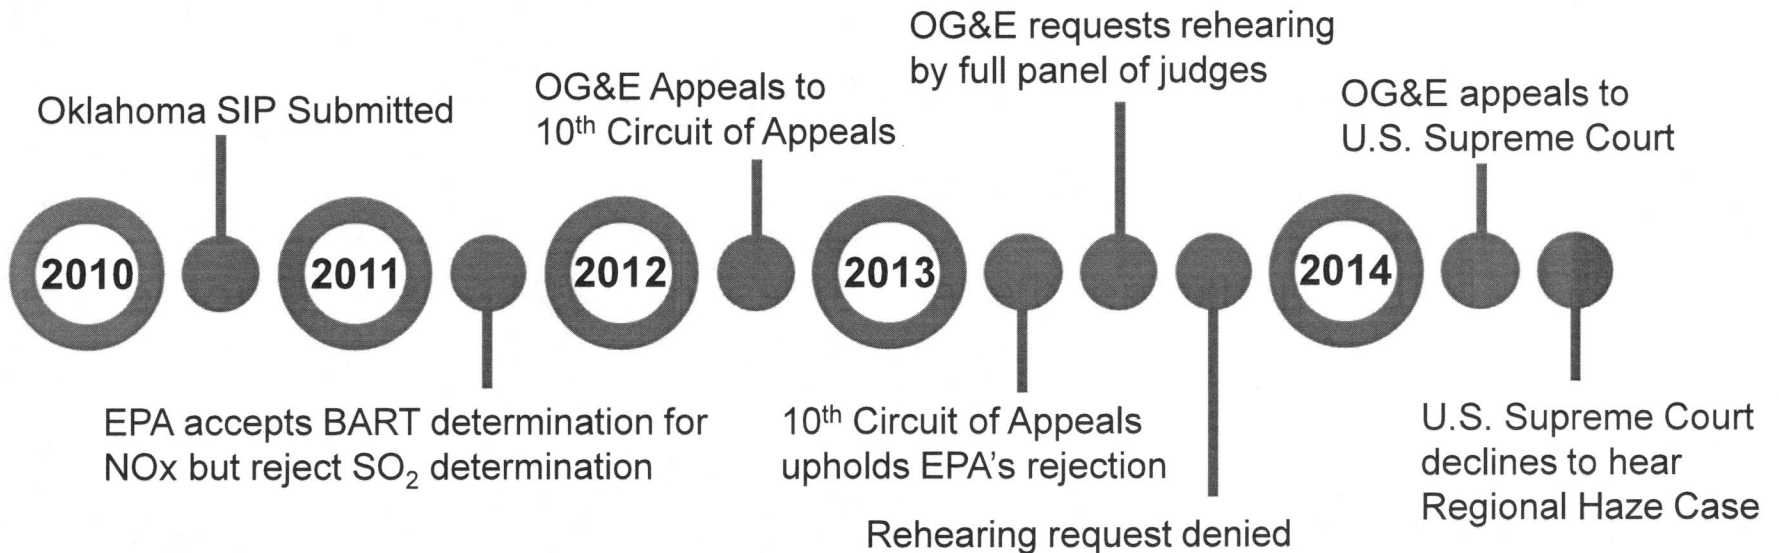 OG&E requests rehearing
by full panel of judges
Oklahoma SIP Submitted
OG&E Appeals to
10th Circuit of Appeals
OG&E appeals to
U.S. Supreme Court
2010
2011
2012
2013
2014
EPA accepts BART determination for
NOx but reject SO₂ determination
10th Circuit of Appeals
upholds EPA's rejection
Rehearing request denied
U.S. Supreme Court
declines to hear
Regional Haze Case